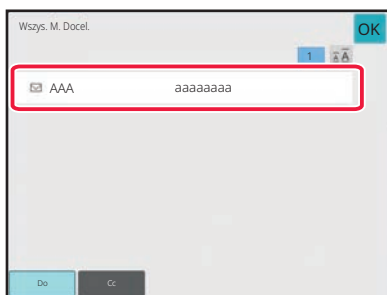 Wszys. M. Docel.
OK
1 A A
AAA aaaaaaaa
Do Cc